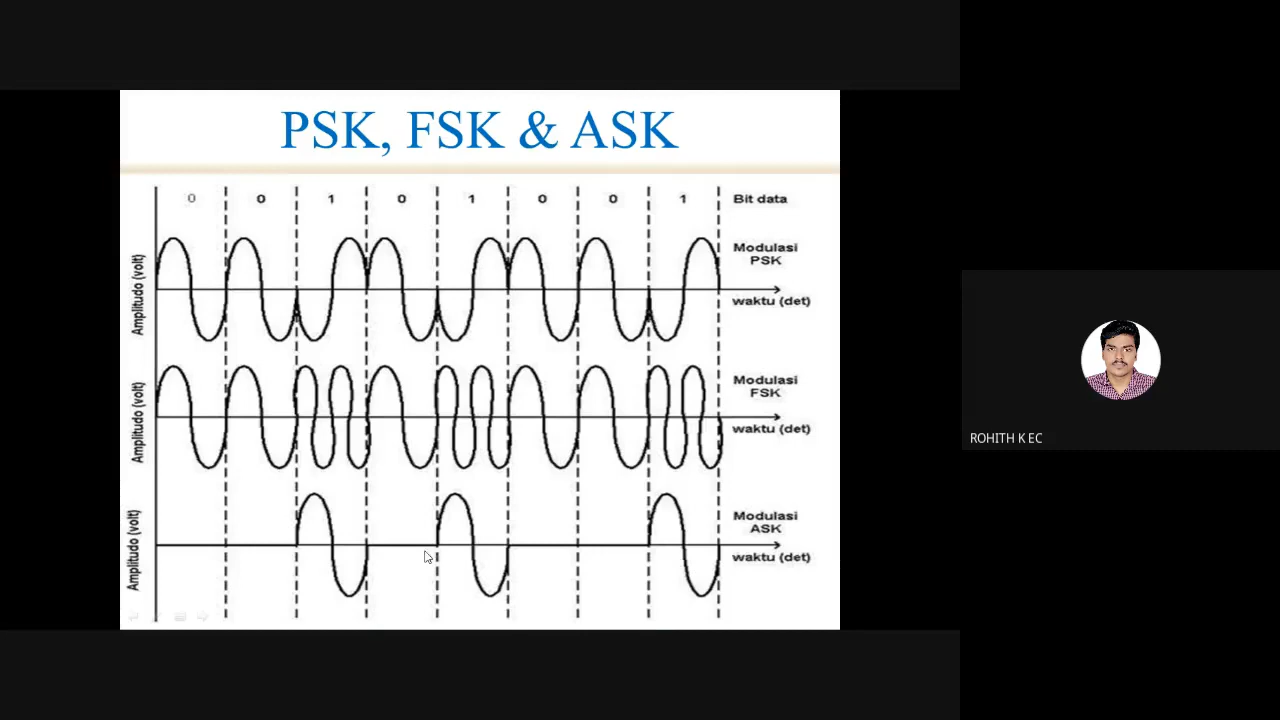 PSK, FSK & ASK
0 0 1 0 1 0 0 1 Bit data
Amplitudo (volt)
Modulasi
PSK
waktu (det)
Amplitudo (volt)
Modulasi
FSK
waktu (det)
Amplitudo (volt)
Modulasi
ASK
waktu (det)
ROHITH K EC